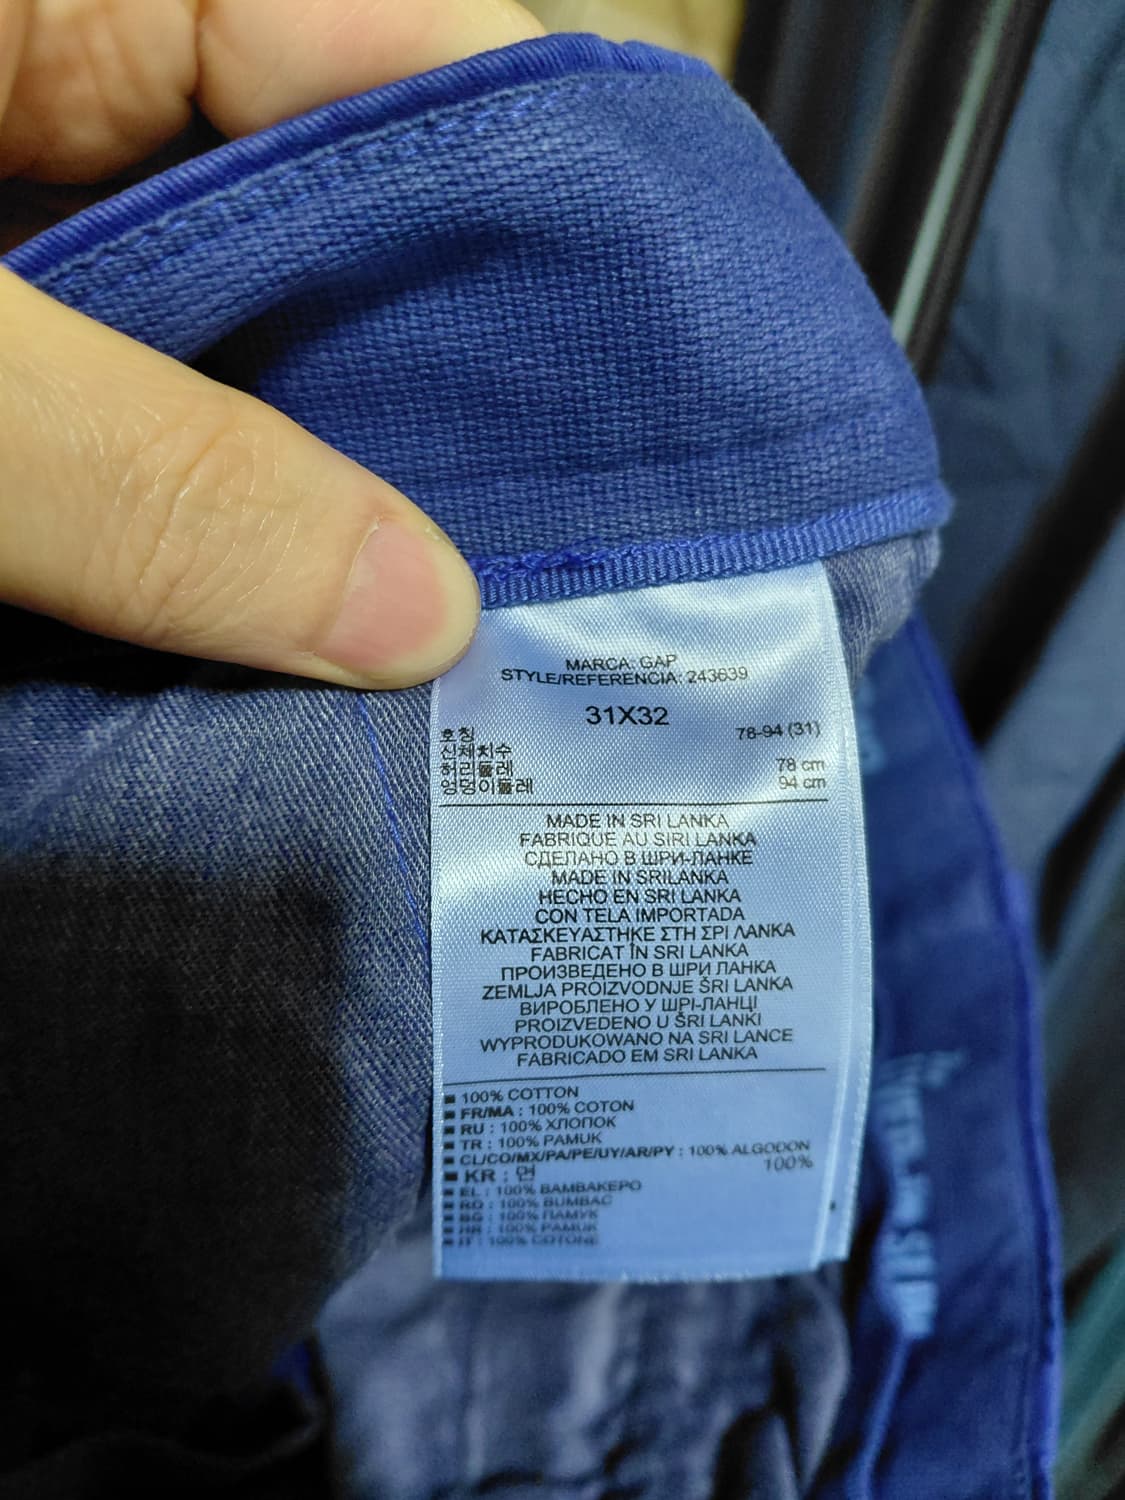 MARCA: GAP
STYLE/REFERENCIA: 243639
31X32
호칭 78-94 (31)
신체치수
허리둘레 78 cm
엉덩이둘레 94 cm
MADE IN SRI LANKA
FABRIQUE AU SIRI LANKA
СДЕЛАНО В ШРИ-ЛАНКЕ
MADE IN SRILANKA
HECHO EN SRI LANKA
CON TELA IMPORTADA
ΚΑΤΑΣΚΕΥΑΣΤΗΚΕ ΣΤΗ ΣΡΙ ΛΑΝΚΑ
FABRICAT ÎN SRI LANKA
ПРОИЗВЕДЕНО В ШРИ ЛАНКА
ZEMLJA PROIZVODNJE ŠRI LANKA
ВИРОБЛЕНО У ШРІ-ЛАНЦІ
PROIZVEDENO U ŠRI LANKI
WYPRODUKOWANO NA SRI LANCE
FABRICADO EM SRI LANKA
100% COTTON
FR/MA : 100% COTON
RU : 100% ХЛОПОК
TR : 100% PAMUK
CL/CO/MX/PA/PE/UY/AR/PY : 100% ALGODON
KR : 면 100%
EL : 100% ΒΑΜΒΑΚΕΡΟ
RO : 100% BUMBAC
BG : 100% ПАМУК
HR : 100% PAMUK
IT : 100% COTONE